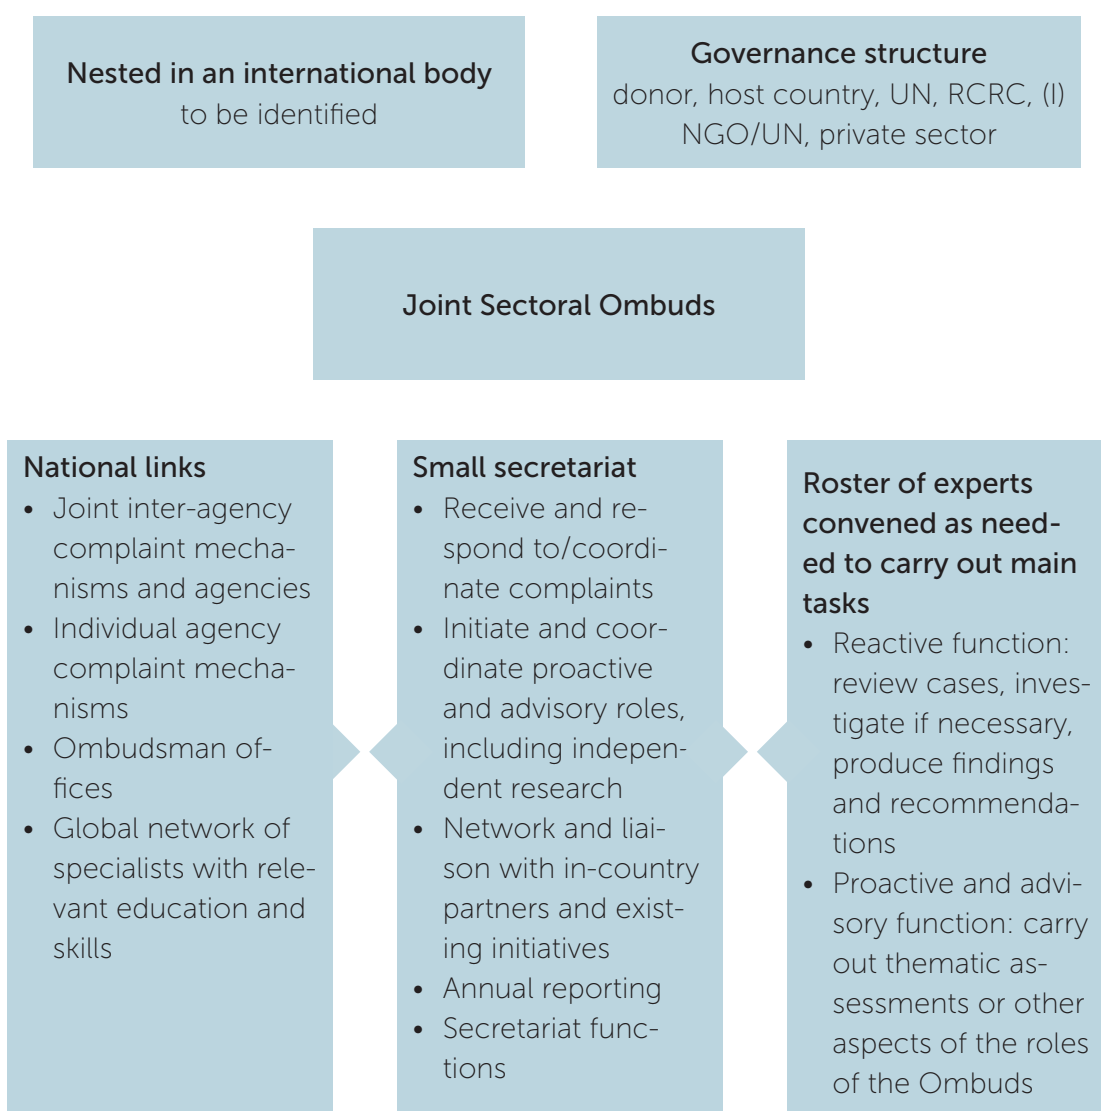 Nested in an international body
to be identified
Governance structure
donor, host country, UN, RCRC, (I)
NGO/UN, private sector
Joint Sectoral Ombuds
National links
• Joint inter-agency
complaint mecha-
nisms and agencies
• Individual agency
complaint mecha-
nisms
• Ombudsman of-
fices
• Global network of
specialists with rele-
vant education and
skills
Small secretariat
• Receive and re-
spond to/coordi-
nate complaints
• Initiate and coor-
dinate proactive
and advisory roles,
including indepen-
dent research
• Network and liai-
son with in-country
partners and exist-
ing initiatives
• Annual reporting
• Secretariat func-
tions
Roster of experts
convened as need-
ed to carry out main
tasks
• Reactive function:
review cases, inves-
tigate if necessary,
produce findings
and recommenda-
tions
• Proactive and advi-
sory function: carry
out thematic as-
sessments or other
aspects of the roles
of the Ombuds